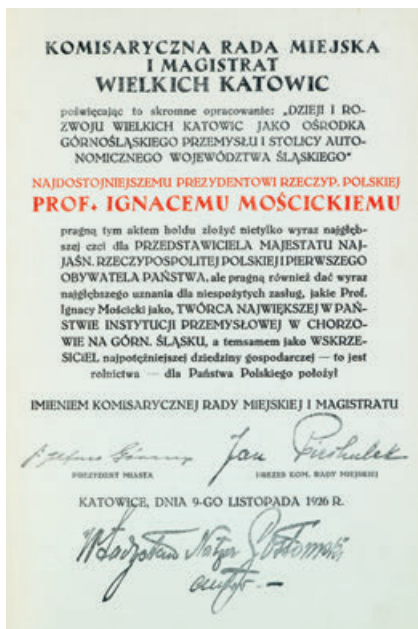 KOMISARYCZNA RADA MIEJSKA
I MAGISTRAT
WIELKICH KATOWIC
poświęcając to skromne opracowanie: „DZIEJI I RO-
ZWOJU WIELKICH KATOWIC JAKO OŚRODKA
GÓRNOŚLĄSKIEGO PRZEMYSŁU I STOLICY AUTO-
NOMICZNEGO WOJEWÓDZTWA ŚLĄSKIEGO“
NAJDOSTOJNIEJSZEMU PREZYDENTOWI RZECZYP. POLSKIEJ
PROF. IGNACEMU MOŚCICKIEMU
pragną tym aktem hołdu złożyć nietylko wyraz najgłęb-
szej czci dla PRZEDSTAWICIELA MAJESTATU NAJ-
JAŚN. RZECZYPOSPOLITEJ POLSKIEJ I PIERWSZEGO
OBYWATELA PAŃSTWA, ale pragną również dać wyraz
najgłębszego uznania dla niespożytych zasług, jakie Prof.
Ignacy Mościcki jako, TWÓRCA NAJWIĘKSZEJ W PAŃ-
STWIE INSTYTUCJI PRZEMYSŁOWEJ W CHORZO-
WIE NA GÓRN. ŚLĄSKU, a temsamem jako WSKRZE-
SICIEL najpotężniejszej dziedziny gospodarczej — to jest
rolnictwa — dla Państwa Polskiego położył
IMIENIEM KOMISARYCZNEJ RADY MIEJSKIEJ I MAGISTRATU
Górnik Jan
PREZYDENT MIASTA PREZES KOM. RADY MIEJSKIEJ
KATOWICE, DNIA 9-GO LISTOPADA 1926 R.
Władysław
autor. —